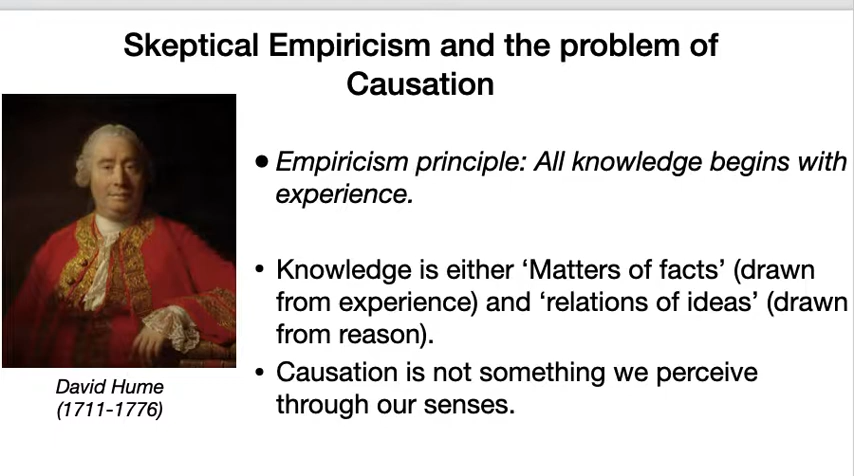 Skeptical Empiricism and the problem of
Causation
● Empiricism principle: All knowledge begins with
experience.
• Knowledge is either ‘Matters of facts’ (drawn
from experience) and ‘relations of ideas’ (drawn
from reason).
• Causation is not something we perceive
through our senses.
David Hume
(1711-1776)